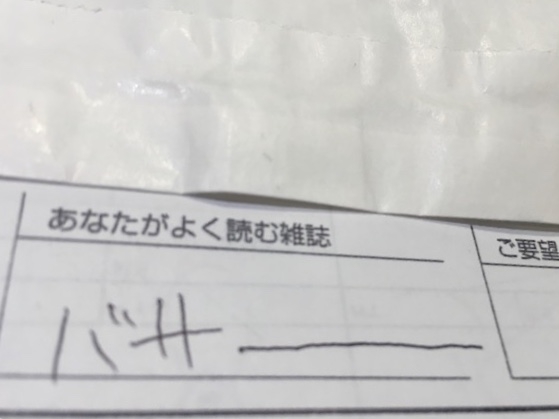 あなたがよく読む雑誌
ご要望
バサー